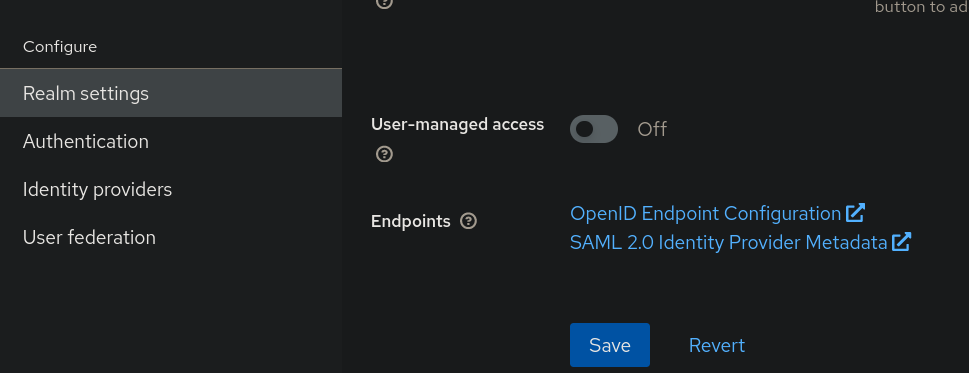 button to ad
Configure
Realm settings
Authentication
Identity providers
User federation
User-managed access
Off
Endpoints
OpenID Endpoint Configuration
SAML 2.0 Identity Provider Metadata
Save
Revert